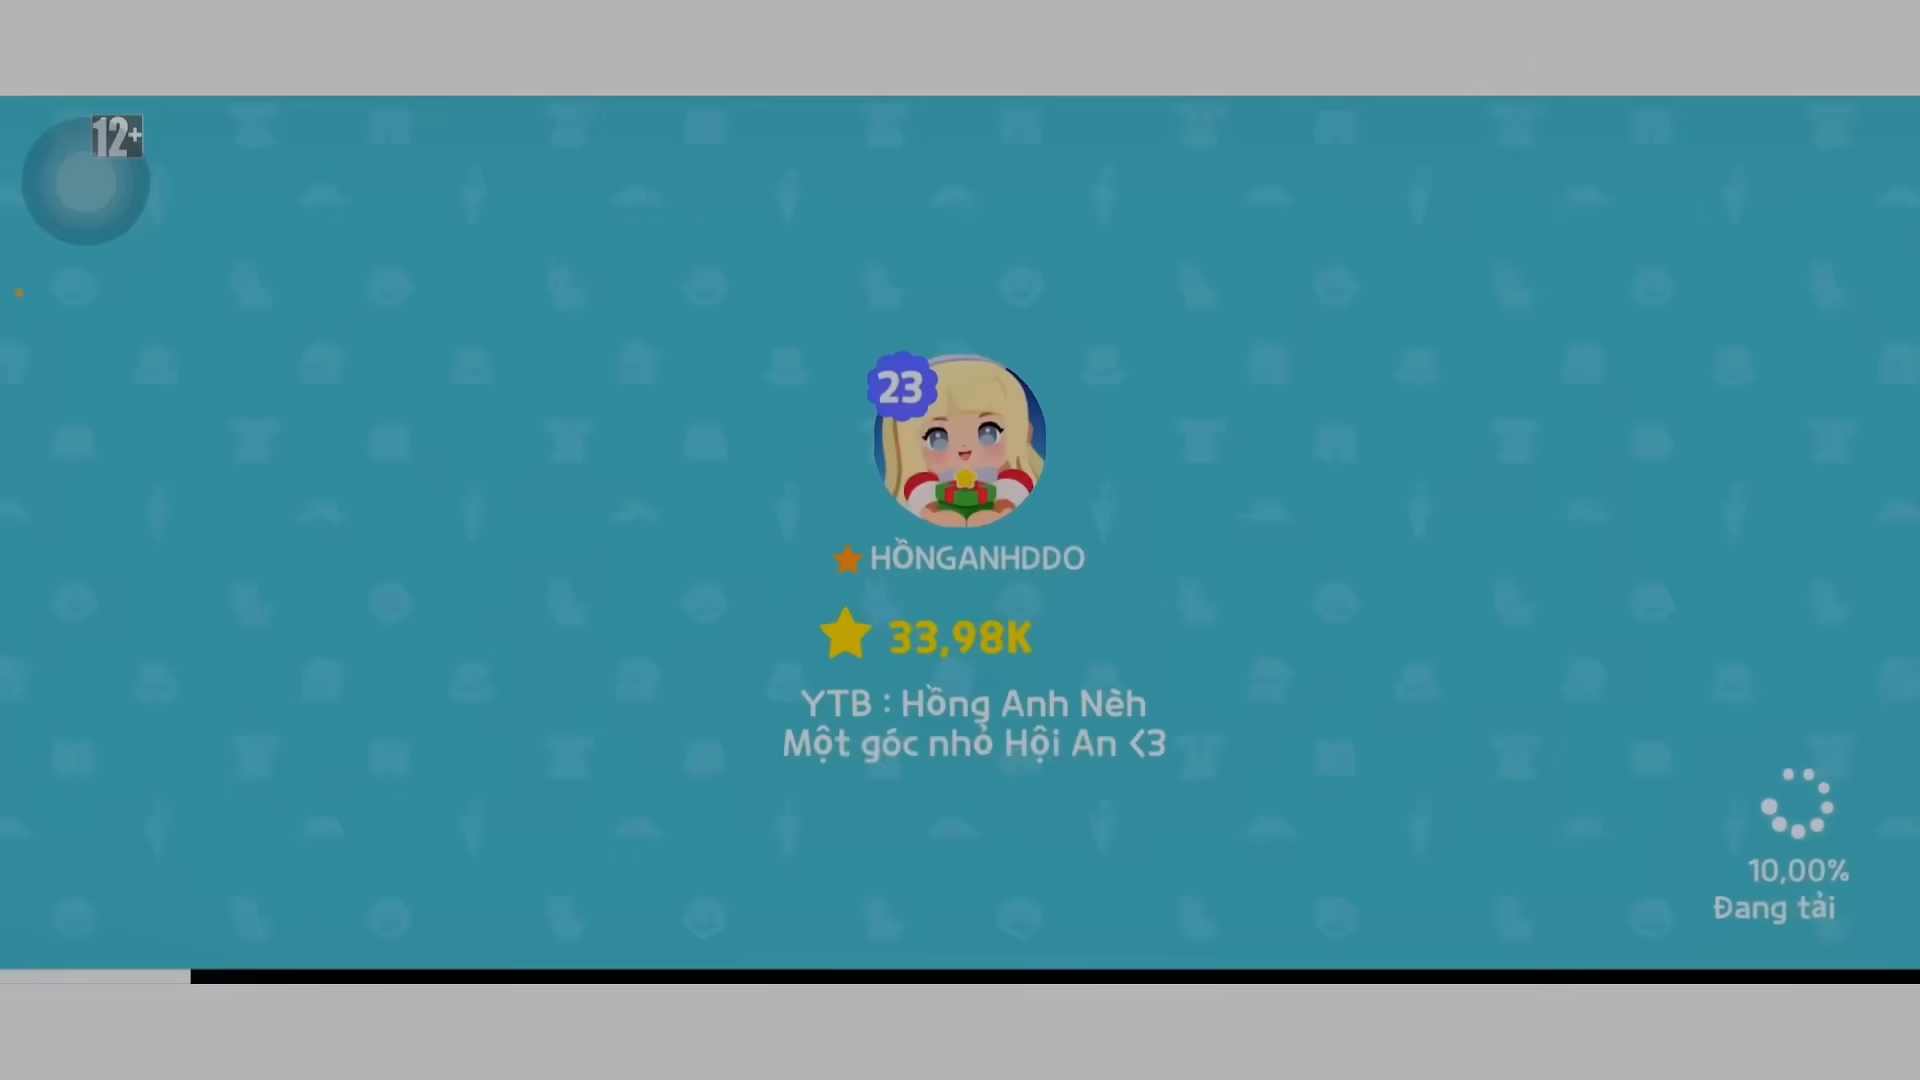 12+
23
HỒNGANHDDO
33,98K
YTB : Hồng Anh Nèh
Một góc nhỏ Hội An <3
10,00%
Đang tải